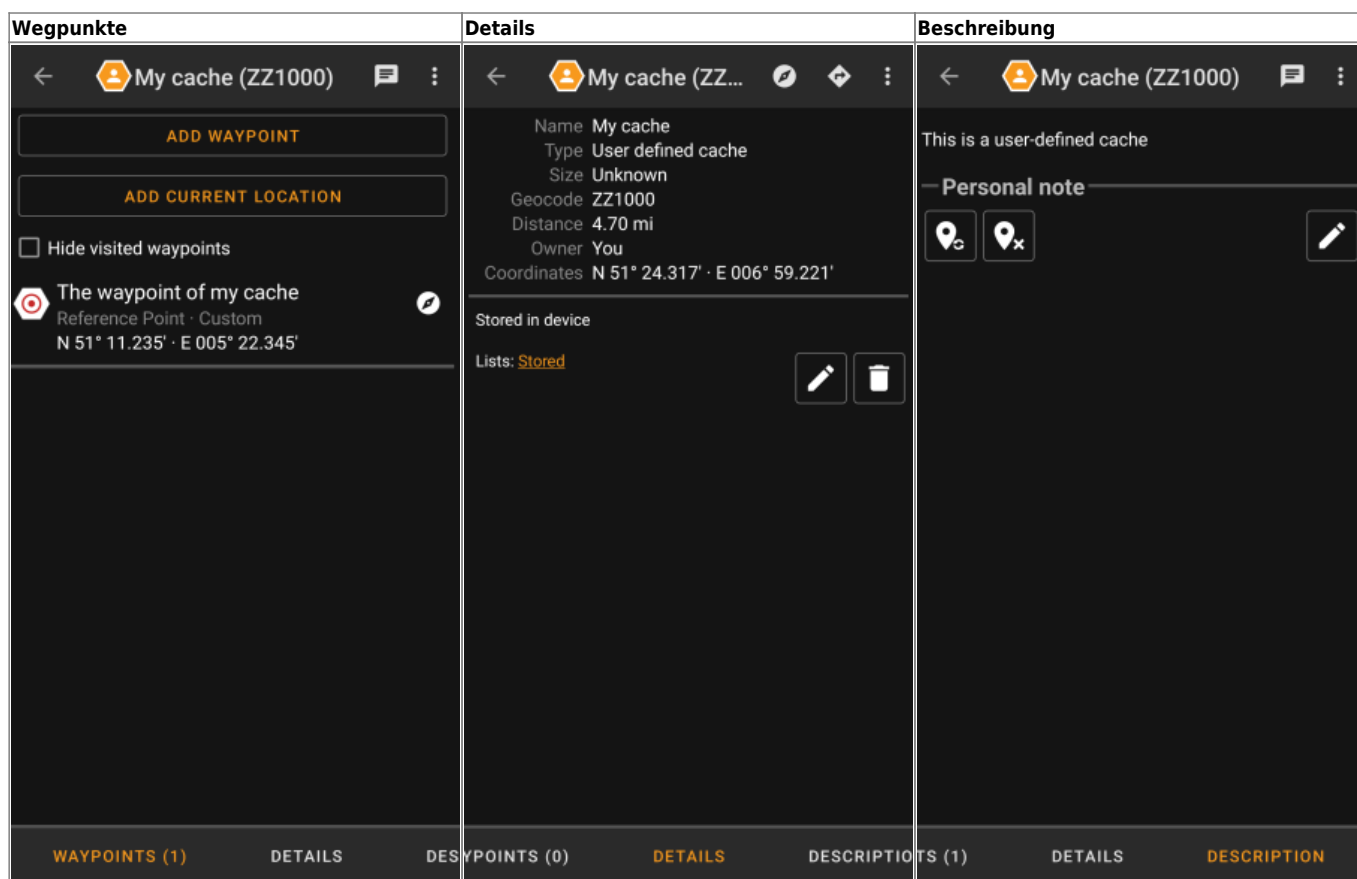 Wegpunkte
My cache (ZZ1000)
ADD WAYPOINT
ADD CURRENT LOCATION
Hide visited waypoints
The waypoint of my cache
Reference Point · Custom
N 51° 11.235' · E 005° 22.345'
WAYPOINTS (1) DETAILS DES
Details
My cache (ZZ...
Name My cache
Type User defined cache
Size Unknown
Geocode ZZ1000
Distance 4.70 mi
Owner You
Coordinates N 51° 24.317' · E 006° 59.221'
Stored in device
Lists: Stored
YPOINTS (0) DETAILS DESCRIPTIO
Beschreibung
My cache (ZZ1000)
This is a user-defined cache
Personal note
TS (1) DETAILS DESCRIPTION